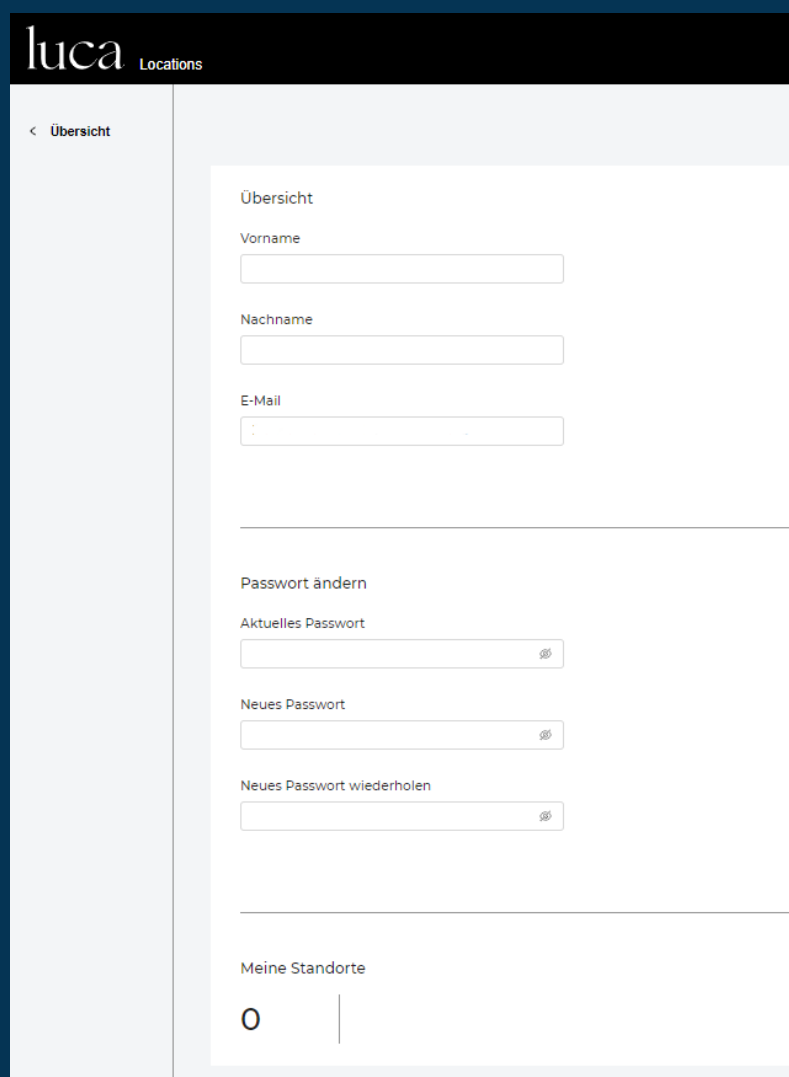 luca Locations
< Übersicht
Übersicht
Vorname
Nachname
E-Mail
Passwort ändern
Aktuelles Passwort
Neues Passwort
Neues Passwort wiederholen
Meine Standorte
0